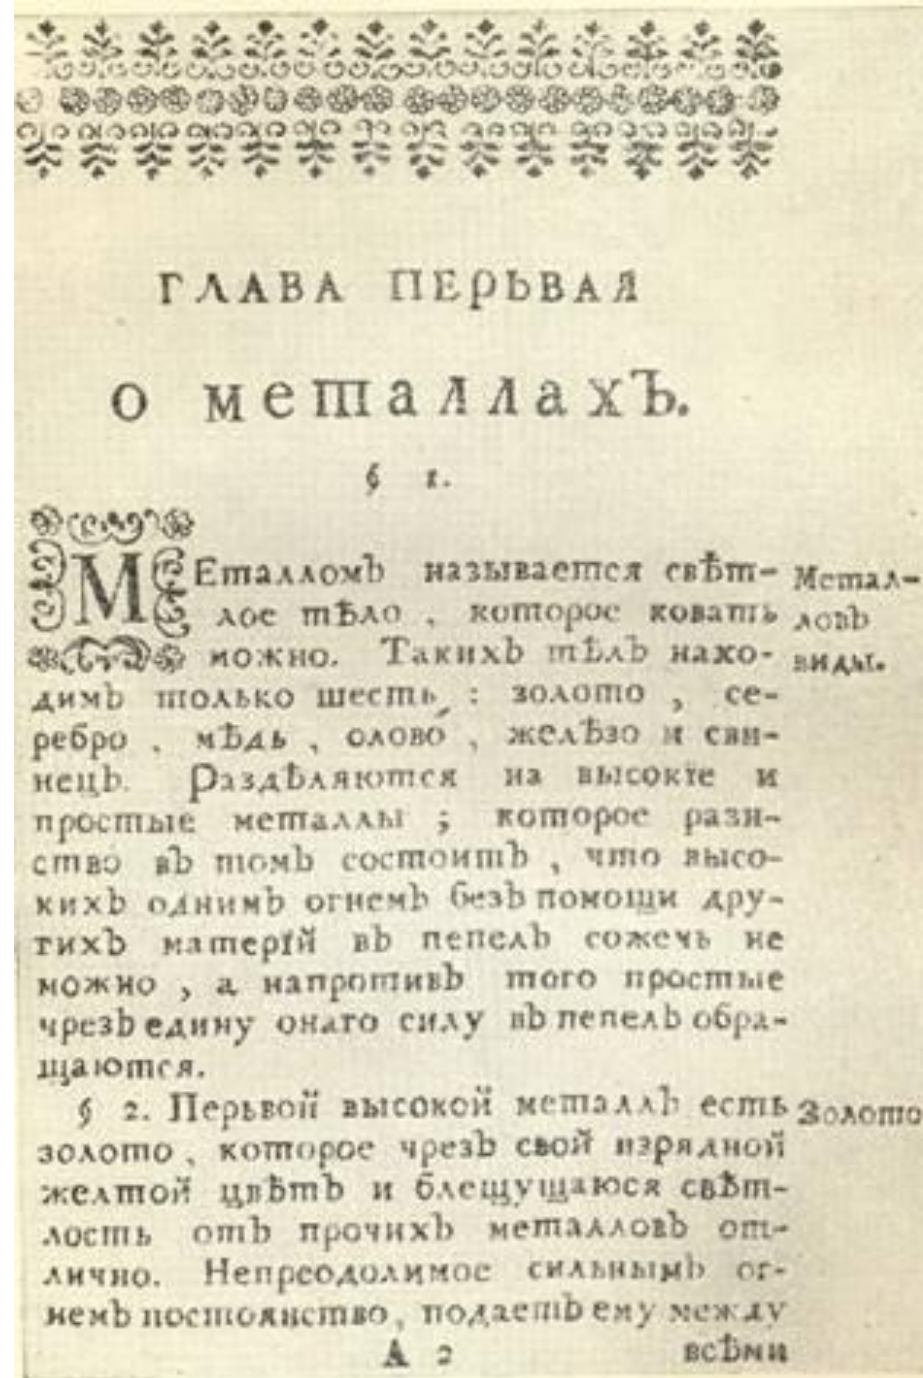 ГЛАВА ПЕРЬВАЯ
О МЕТАЛЛАХЪ.
§ 1.
МЕталломъ называется свѣт-
лое тѣло, которое ковать
можно. Такихъ тѣлъ нахо-
димъ только шесть: золото, се-
ребро, мѣдь, олово, желѣзо и сви-
нецъ. Раздѣляются на высокїе и
простые металлы; которое разн-
ство въ томъ состоитъ, что высо-
кихъ однимъ огнемъ безъ помощи дру-
гихъ матерїй въ пепелъ сожечь не
можно, а напротивъ того простые
чрезъ едину онаго силу въ пепелъ обра-
щаются.
Метал-
ловъ
виды.
§ 2. Перьвой высокой металлъ есть
золото, которое чрезъ свой изрядной
желтой цвѣтъ и блещущаюся свѣт-
лость отъ прочихъ металловъ от-
лично. Непреодолимое сильнымъ ог-
немъ постоянство, подаетъ ему между
Золото
А 2 всѣми